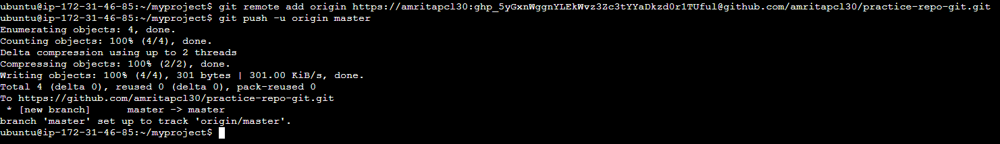 ubuntu@ip-172-31-46-85:~/myproject$ git remote add origin https://amritapcl30: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@github.com/amritapcl30/practice-repo-git.git
ubuntu@ip-172-31-46-85:~/myproject$ git push -u origin master
Enumerating objects: 4, done.
Counting objects: 100% (4/4), done.
Delta compression using up to 2 threads
Compressing objects: 100% (2/2), done.
Writing objects: 100% (4/4), 301 bytes | 301.00 KiB/s, done.
Total 4 (delta 0), reused 0 (delta 0), pack-reused 0
To https://github.com/amritapcl30/practice-repo-git.git
 * [new branch]      master -> master
branch 'master' set up to track 'origin/master'.
ubuntu@ip-172-31-46-85:~/myproject$